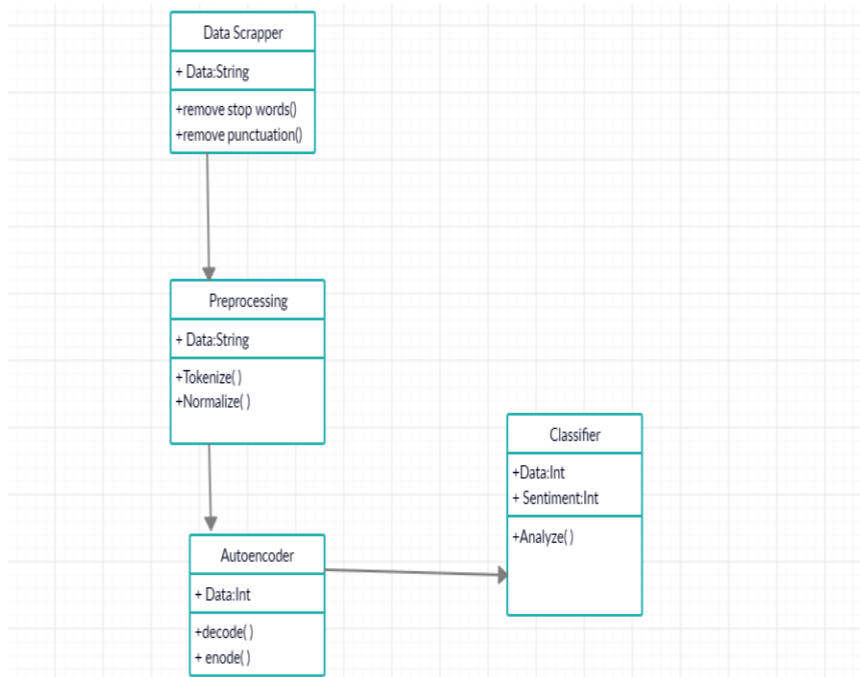 Data Scrapper
+ Data:String
+remove stop words()
+remove punctuation()
Preprocessing
+ Data:String
+Tokenize( )
+Normalize( )
Autoencoder
+ Data:Int
+decode( )
+ enode( )
Classifier
+Data:Int
+ Sentiment:Int
+Analyze( )